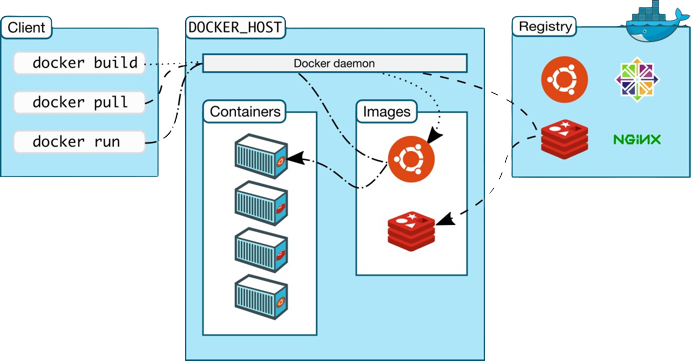 Client
docker build
docker pull
docker run
DOCKER_HOST
Docker daemon
Containers
Images
Registry
NGINX